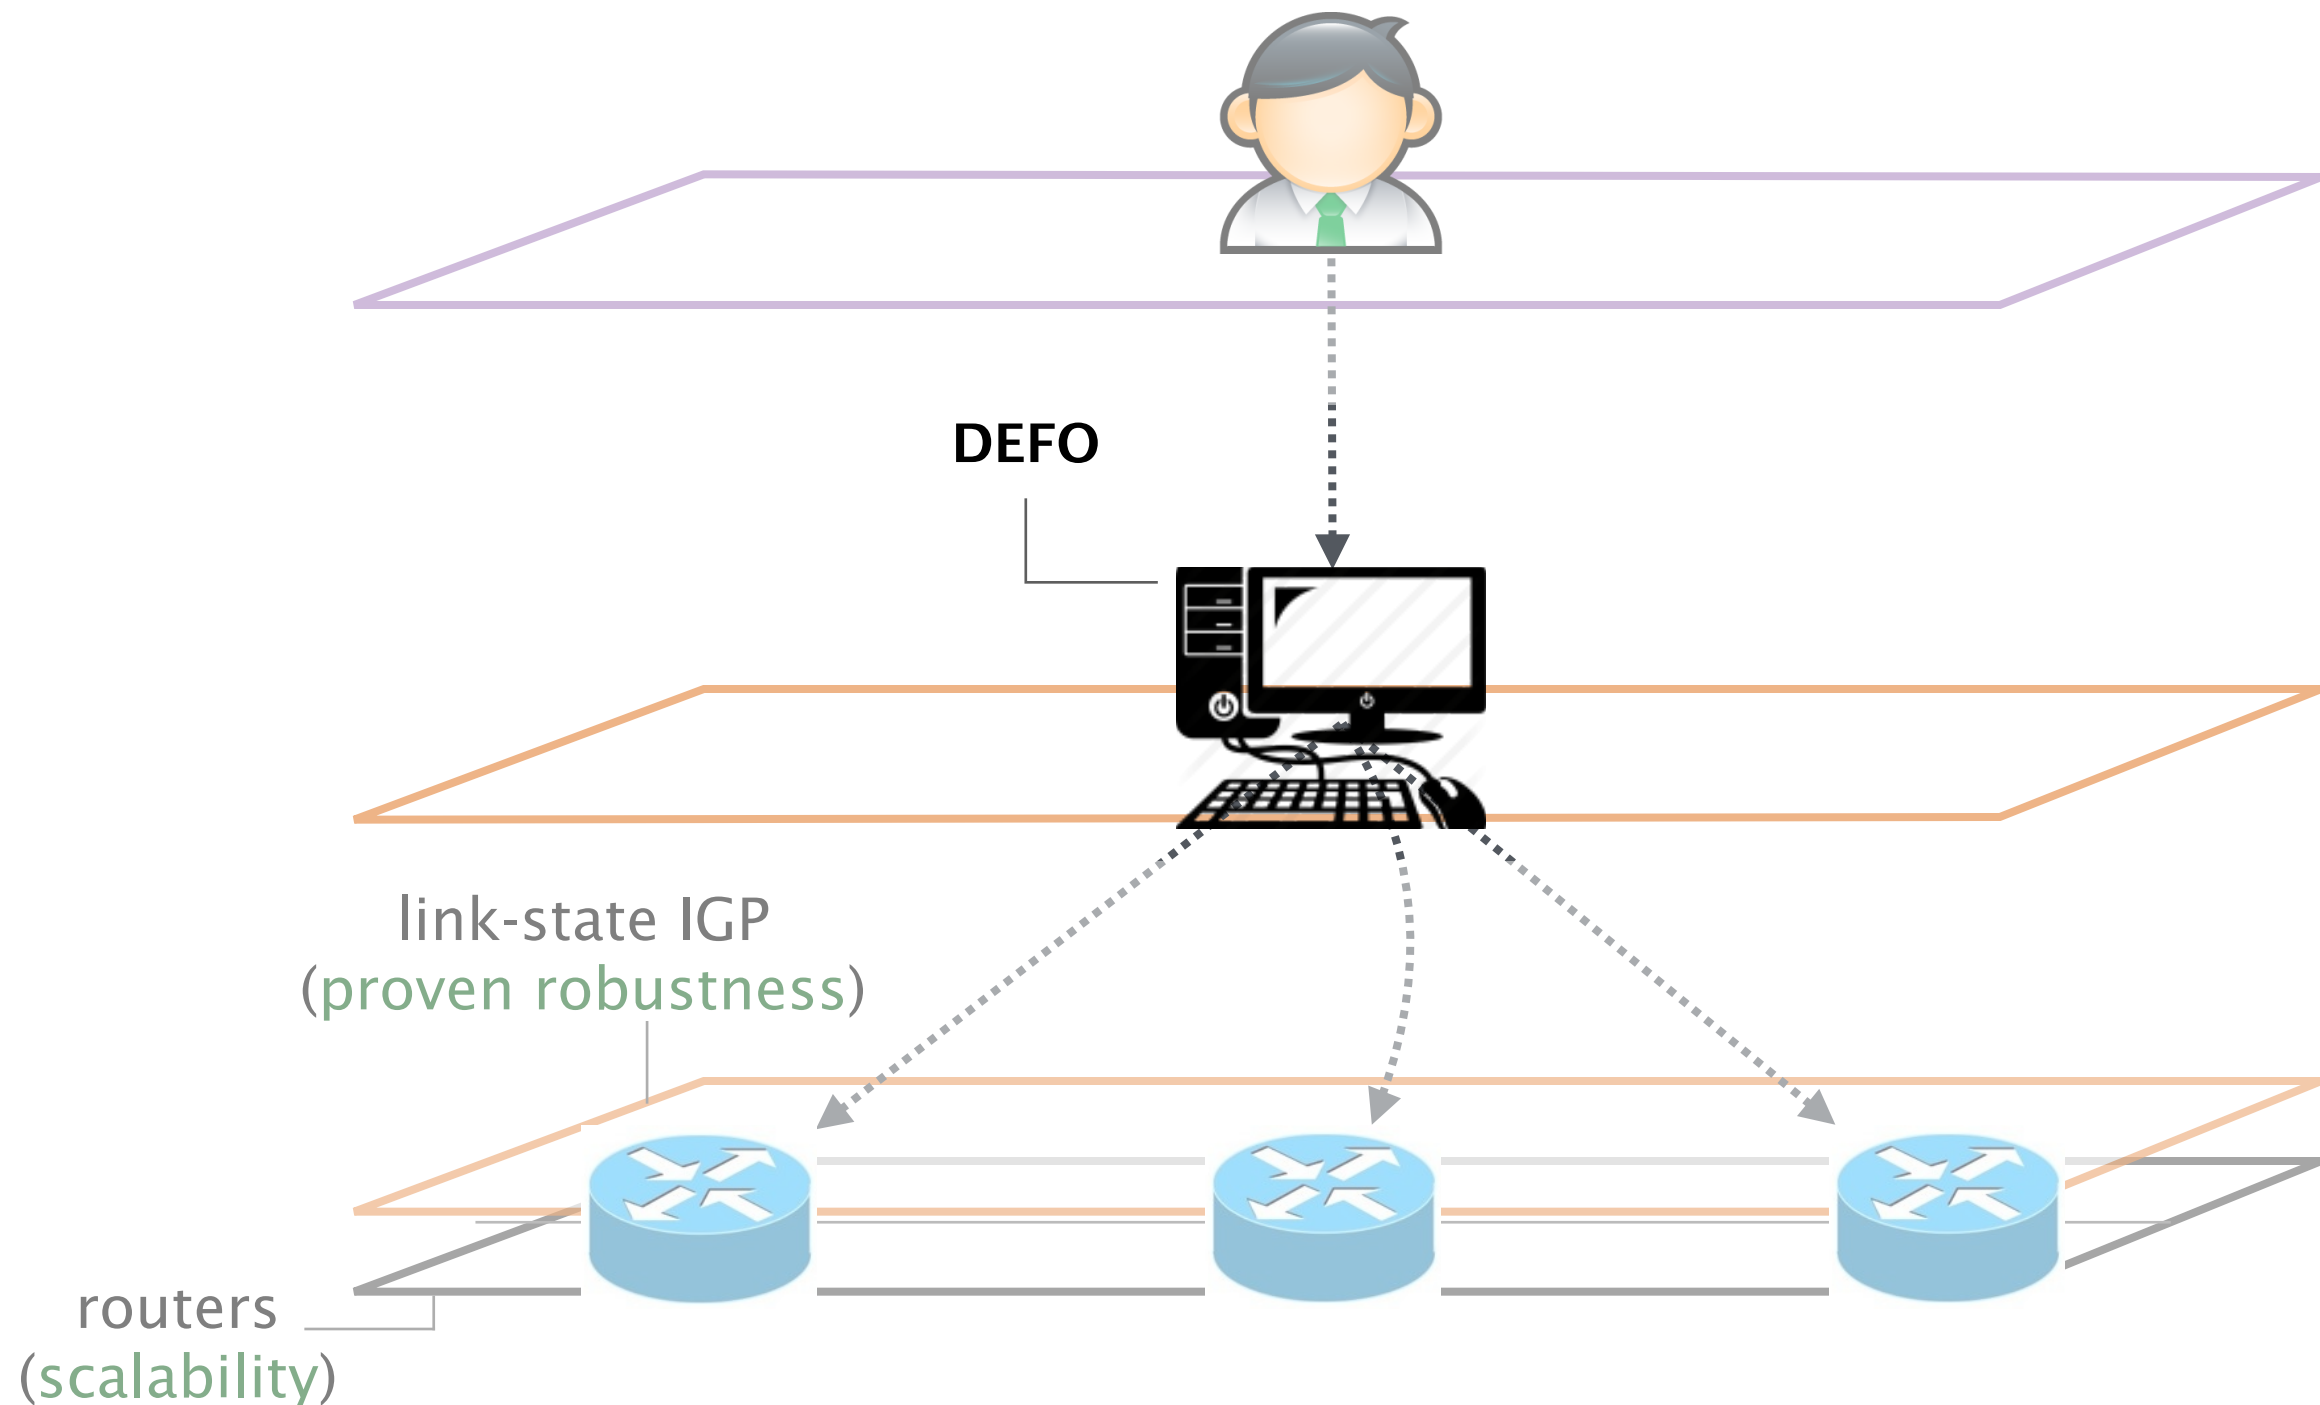 DEFO
link-state IGP
(proven robustness)
routers
(scalability)